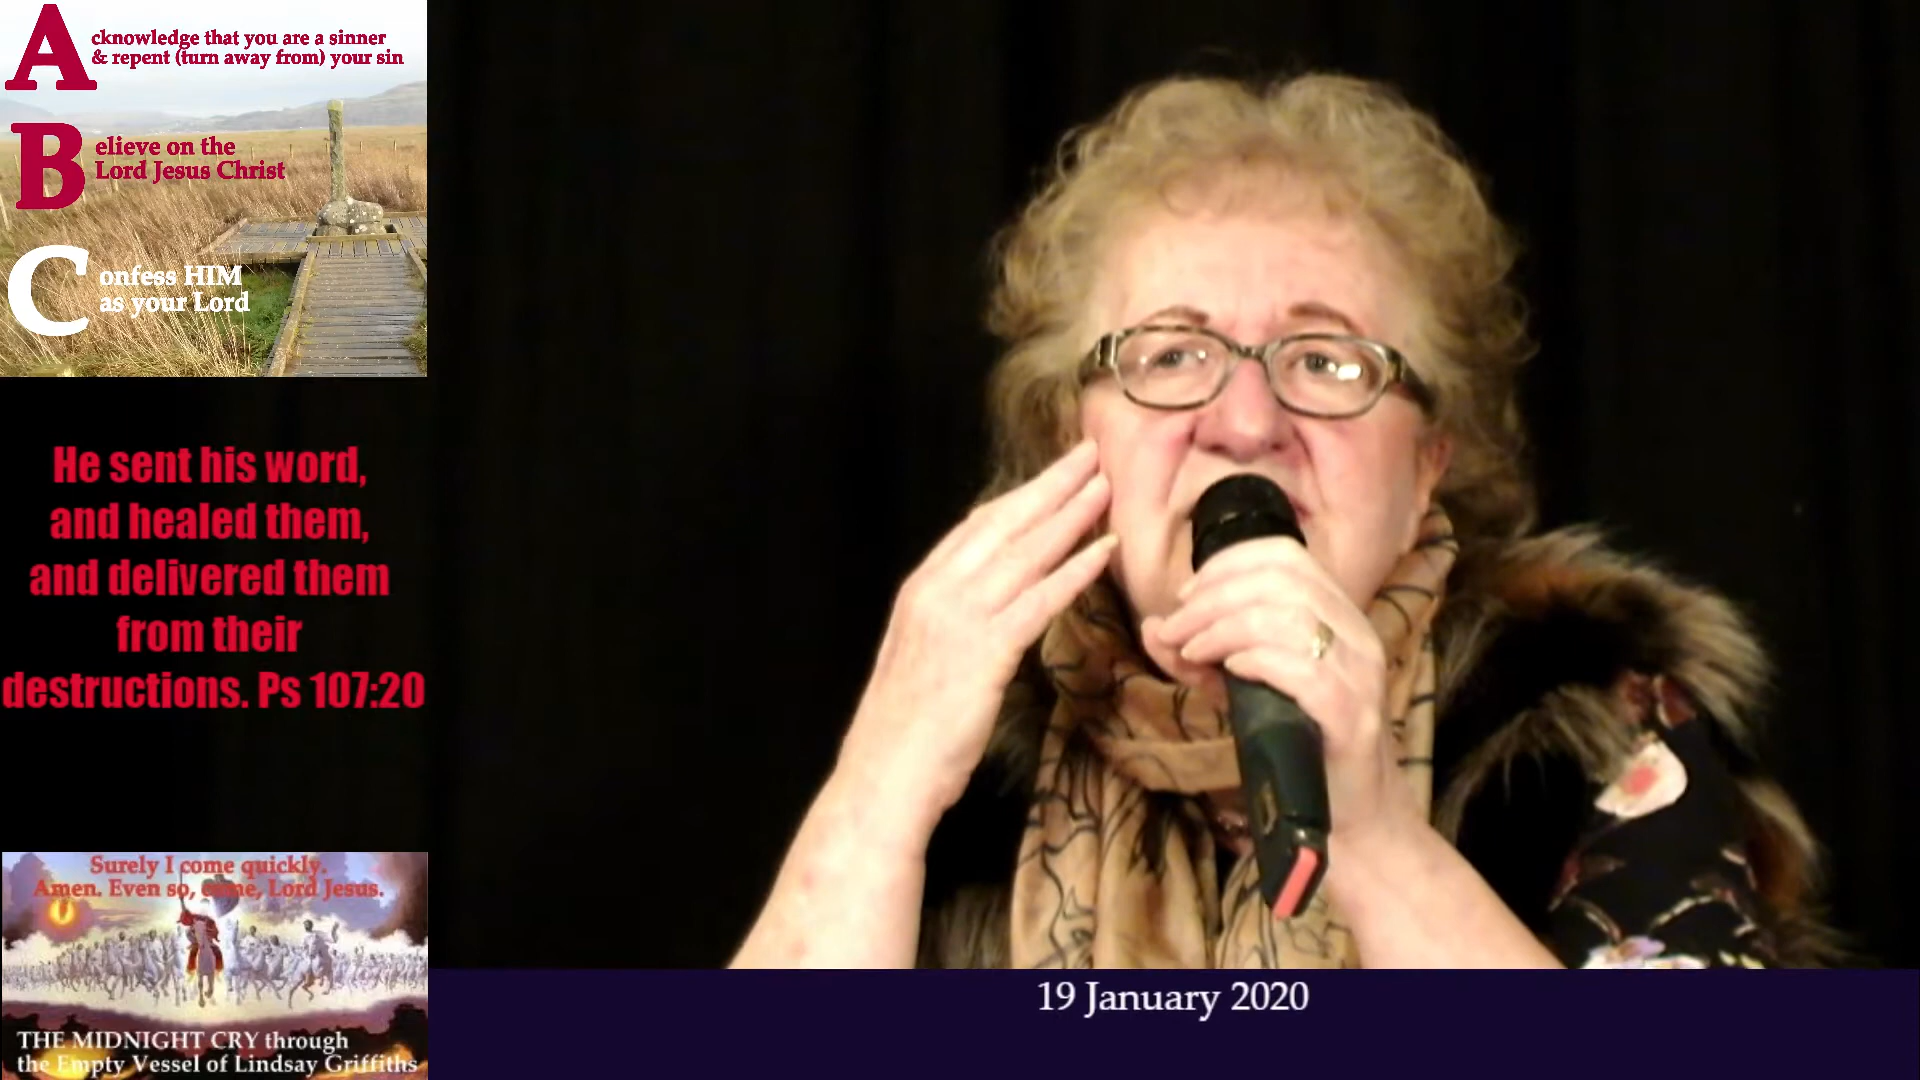 Acknowledge that you are a sinner
& repent (turn away from) your sin
Believe on the
Lord Jesus Christ
Confess HIM
as your Lord
He sent his word,
and healed them,
and delivered them
from their
destructions. Ps 107:20
Surely I come quickly.
Amen. Even so, come, Lord Jesus.
THE MIDNIGHT CRY through
the Empty Vessel of Lindsay Griffiths
19 January 2020